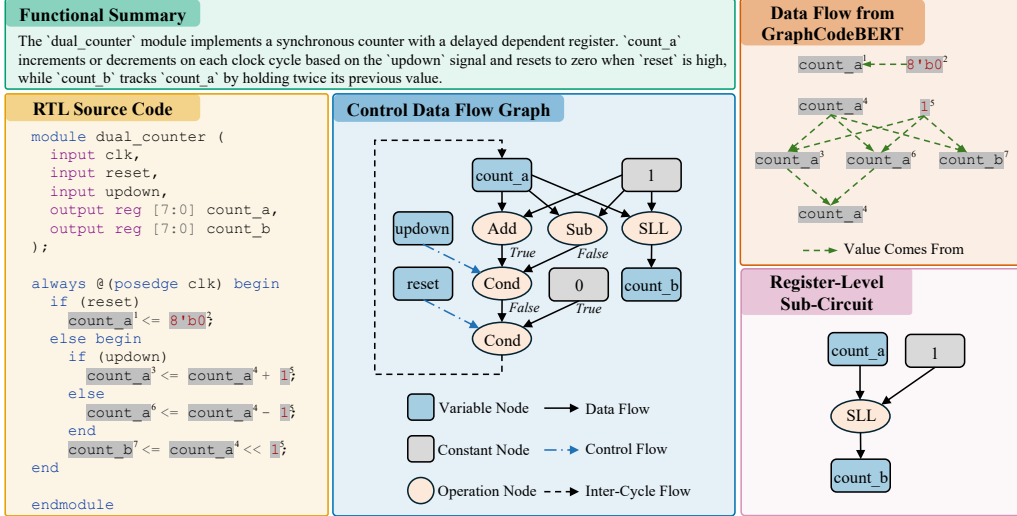 Functional Summary
The `dual_counter` module implements a synchronous counter with a delayed dependent register. `count_a`
increments or decrements on each clock cycle based on the `updown` signal and resets to zero when `reset` is high,
while `count_b` tracks `count_a` by holding twice its previous value.
RTL Source Code
module dual_counter (
input clk,
input reset,
input updown,
output reg [7:0] count_a,
output reg [7:0] count_b
);
always @(posedge clk) begin
if (reset)
count_a¹ <= 8'b0²;
else begin
if (updown)
count_a³ <= count_a⁴ + 1⁵;
else
count_a⁶ <= count_a⁴ - 1⁵;
end
count_b⁷ <= count_a⁴ << 1⁵;
end
endmodule
Control Data Flow Graph
count_a 1
updown Add Sub SLL
True False
reset Cond 0 count_b
False True
Cond
Variable Node Data Flow
Constant Node Control Flow
Operation Node Inter-Cycle Flow
Data Flow from
GraphCodeBERT
count_a¹ 8'b0²
count_a⁴ 1⁵
count_a³ count_a⁶ count_b⁷
count_a⁴
Value Comes From
Register-Level
Sub-Circuit
count_a 1
SLL
count_b